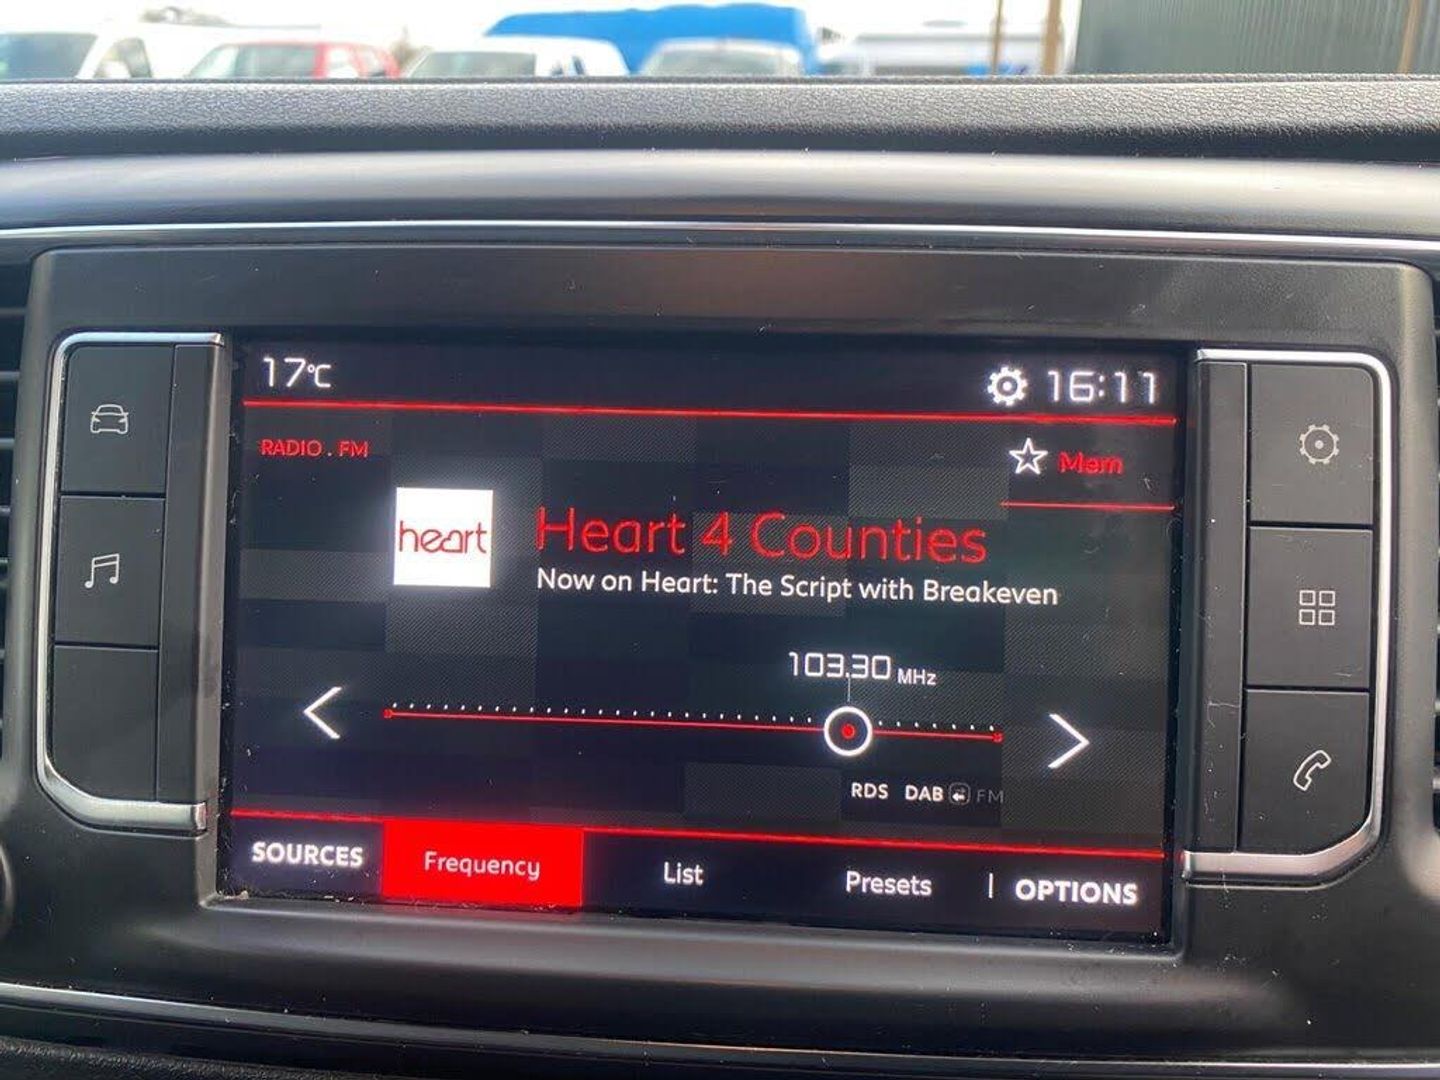 17°C
16:11
RADIO . FM
Mem
heart
Heart 4 Counties
Now on Heart: The Script with Breakeven
103.30 MHz
RDS DAB FM
SOURCES Frequency List Presets | OPTIONS